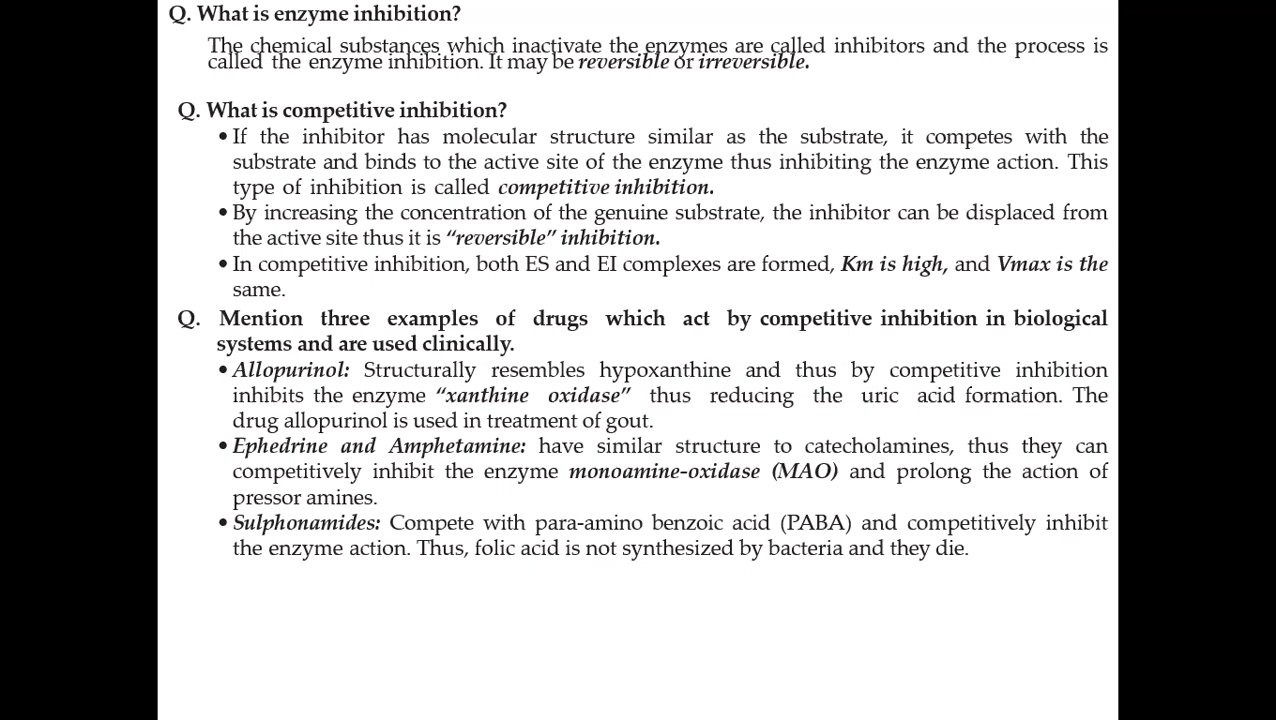 Q. What is enzyme inhibition?
The chemical substances which inactivate the enzymes are called inhibitors and the process is
called the enzyme inhibition. It may be reversible or irreversible.
Q. What is competitive inhibition?
• If the inhibitor has molecular structure similar as the substrate, it competes with the
substrate and binds to the active site of the enzyme thus inhibiting the enzyme action. This
type of inhibition is called competitive inhibition.
• By increasing the concentration of the genuine substrate, the inhibitor can be displaced from
the active site thus it is “reversible” inhibition.
• In competitive inhibition, both ES and EI complexes are formed, Km is high, and Vmax is the
same.
Q. Mention three examples of drugs which act by competitive inhibition in biological
systems and are used clinically.
• Allopurinol: Structurally resembles hypoxanthine and thus by competitive inhibition
inhibits the enzyme “xanthine oxidase” thus reducing the uric acid formation. The
drug allopurinol is used in treatment of gout.
• Ephedrine and Amphetamine: have similar structure to catecholamines, thus they can
competitively inhibit the enzyme monoamine-oxidase (MAO) and prolong the action of
pressor amines.
• Sulphonamides: Compete with para-amino benzoic acid (PABA) and competitively inhibit
the enzyme action. Thus, folic acid is not synthesized by bacteria and they die.